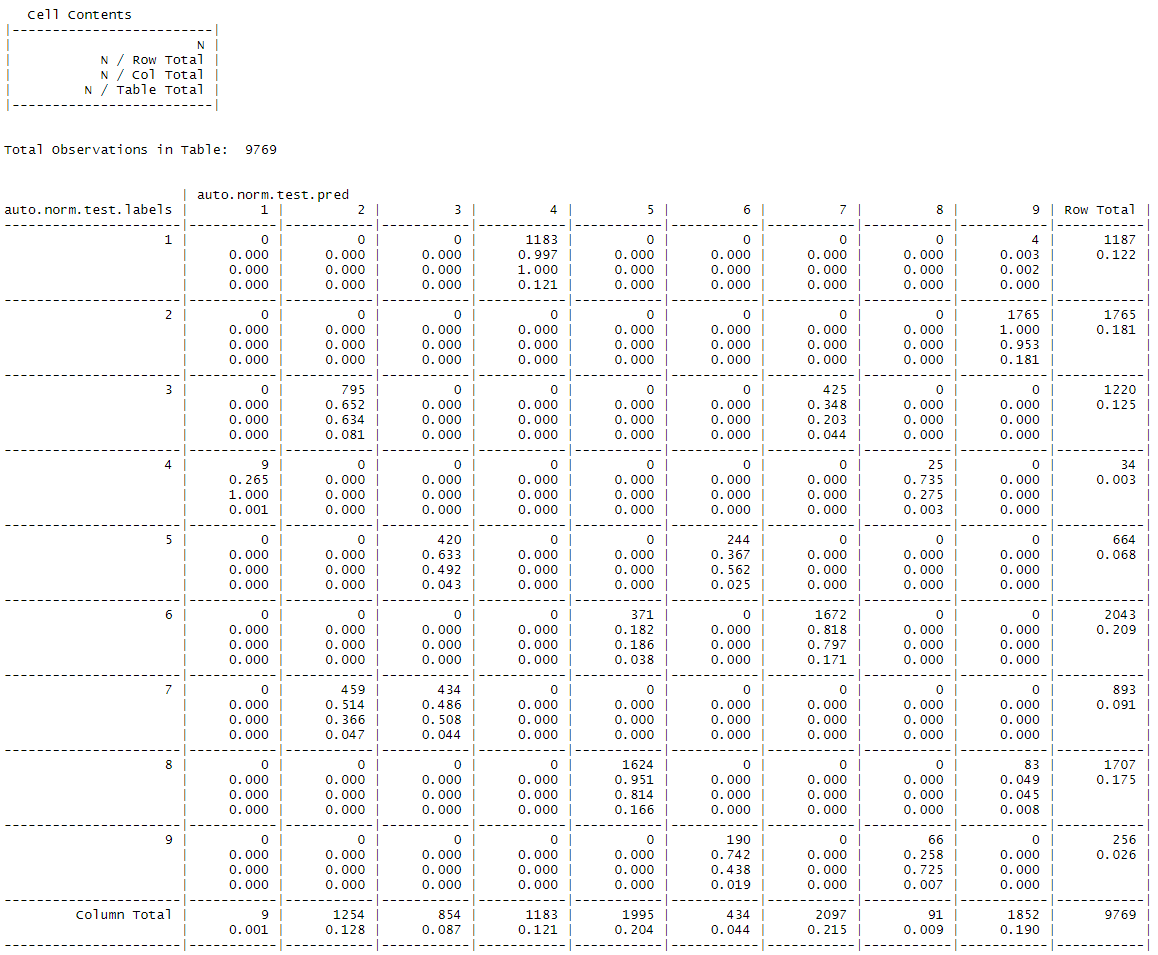 Cell Contents
|-------------------------|
|                       N |
|           N / Row Total |
|           N / Col Total |
|         N / Table Total |
|-------------------------|
Total Observations in Table:  9769
| auto.norm.test.pred
auto.norm.test.labels | 1 | 2 | 3 | 4 | 5 | 6 | 7 | 8 | 9 | Row Total |
----------------------|-----------|-----------|-----------|-----------|-----------|-----------|-----------|-----------|-----------|-----------|
1 | 0 | 0 | 0 | 1183 | 0 | 0 | 0 | 0 | 4 | 1187 |
| 0.000 | 0.000 | 0.000 | 0.997 | 0.000 | 0.000 | 0.000 | 0.000 | 0.003 | 0.122 |
| 0.000 | 0.000 | 0.000 | 1.000 | 0.000 | 0.000 | 0.000 | 0.000 | 0.002 | |
| 0.000 | 0.000 | 0.000 | 0.121 | 0.000 | 0.000 | 0.000 | 0.000 | 0.000 | |
----------------------|-----------|-----------|-----------|-----------|-----------|-----------|-----------|-----------|-----------|-----------|
2 | 0 | 0 | 0 | 0 | 0 | 0 | 0 | 0 | 1765 | 1765 |
| 0.000 | 0.000 | 0.000 | 0.000 | 0.000 | 0.000 | 0.000 | 0.000 | 1.000 | 0.181 |
| 0.000 | 0.000 | 0.000 | 0.000 | 0.000 | 0.000 | 0.000 | 0.000 | 0.953 | |
| 0.000 | 0.000 | 0.000 | 0.000 | 0.000 | 0.000 | 0.000 | 0.000 | 0.181 | |
----------------------|-----------|-----------|-----------|-----------|-----------|-----------|-----------|-----------|-----------|-----------|
3 | 0 | 795 | 0 | 0 | 0 | 0 | 425 | 0 | 0 | 1220 |
| 0.000 | 0.652 | 0.000 | 0.000 | 0.000 | 0.000 | 0.348 | 0.000 | 0.000 | 0.125 |
| 0.000 | 0.634 | 0.000 | 0.000 | 0.000 | 0.000 | 0.203 | 0.000 | 0.000 | |
| 0.000 | 0.081 | 0.000 | 0.000 | 0.000 | 0.000 | 0.044 | 0.000 | 0.000 | |
----------------------|-----------|-----------|-----------|-----------|-----------|-----------|-----------|-----------|-----------|-----------|
4 | 9 | 0 | 0 | 0 | 0 | 0 | 0 | 25 | 0 | 34 |
| 0.265 | 0.000 | 0.000 | 0.000 | 0.000 | 0.000 | 0.000 | 0.735 | 0.000 | 0.003 |
| 1.000 | 0.000 | 0.000 | 0.000 | 0.000 | 0.000 | 0.000 | 0.275 | 0.000 | |
| 0.001 | 0.000 | 0.000 | 0.000 | 0.000 | 0.000 | 0.000 | 0.003 | 0.000 | |
----------------------|-----------|-----------|-----------|-----------|-----------|-----------|-----------|-----------|-----------|-----------|
5 | 0 | 0 | 420 | 0 | 0 | 244 | 0 | 0 | 0 | 664 |
| 0.000 | 0.000 | 0.633 | 0.000 | 0.000 | 0.367 | 0.000 | 0.000 | 0.000 | 0.068 |
| 0.000 | 0.000 | 0.492 | 0.000 | 0.000 | 0.562 | 0.000 | 0.000 | 0.000 | |
| 0.000 | 0.000 | 0.043 | 0.000 | 0.000 | 0.025 | 0.000 | 0.000 | 0.000 | |
----------------------|-----------|-----------|-----------|-----------|-----------|-----------|-----------|-----------|-----------|-----------|
6 | 0 | 0 | 0 | 0 | 371 | 0 | 1672 | 0 | 0 | 2043 |
| 0.000 | 0.000 | 0.000 | 0.000 | 0.182 | 0.000 | 0.818 | 0.000 | 0.000 | 0.209 |
| 0.000 | 0.000 | 0.000 | 0.000 | 0.186 | 0.000 | 0.797 | 0.000 | 0.000 | |
| 0.000 | 0.000 | 0.000 | 0.000 | 0.038 | 0.000 | 0.171 | 0.000 | 0.000 | |
----------------------|-----------|-----------|-----------|-----------|-----------|-----------|-----------|-----------|-----------|-----------|
7 | 0 | 459 | 434 | 0 | 0 | 0 | 0 | 0 | 0 | 893 |
| 0.000 | 0.514 | 0.486 | 0.000 | 0.000 | 0.000 | 0.000 | 0.000 | 0.000 | 0.091 |
| 0.000 | 0.366 | 0.508 | 0.000 | 0.000 | 0.000 | 0.000 | 0.000 | 0.000 | |
| 0.000 | 0.047 | 0.044 | 0.000 | 0.000 | 0.000 | 0.000 | 0.000 | 0.000 | |
----------------------|-----------|-----------|-----------|-----------|-----------|-----------|-----------|-----------|-----------|-----------|
8 | 0 | 0 | 0 | 0 | 1624 | 0 | 0 | 0 | 83 | 1707 |
| 0.000 | 0.000 | 0.000 | 0.000 | 0.951 | 0.000 | 0.000 | 0.000 | 0.049 | 0.175 |
| 0.000 | 0.000 | 0.000 | 0.000 | 0.814 | 0.000 | 0.000 | 0.000 | 0.045 | |
| 0.000 | 0.000 | 0.000 | 0.000 | 0.166 | 0.000 | 0.000 | 0.000 | 0.008 | |
----------------------|-----------|-----------|-----------|-----------|-----------|-----------|-----------|-----------|-----------|-----------|
9 | 0 | 0 | 0 | 0 | 0 | 190 | 0 | 66 | 0 | 256 |
| 0.000 | 0.000 | 0.000 | 0.000 | 0.000 | 0.742 | 0.000 | 0.258 | 0.000 | 0.026 |
| 0.000 | 0.000 | 0.000 | 0.000 | 0.000 | 0.438 | 0.000 | 0.725 | 0.000 | |
| 0.000 | 0.000 | 0.000 | 0.000 | 0.000 | 0.019 | 0.000 | 0.007 | 0.000 | |
----------------------|-----------|-----------|-----------|-----------|-----------|-----------|-----------|-----------|-----------|-----------|
Column Total | 9 | 1254 | 854 | 1183 | 1995 | 434 | 2097 | 91 | 1852 | 9769 |
| 0.001 | 0.128 | 0.087 | 0.121 | 0.204 | 0.044 | 0.215 | 0.009 | 0.190 | |
----------------------|-----------|-----------|-----------|-----------|-----------|-----------|-----------|-----------|-----------|-----------|